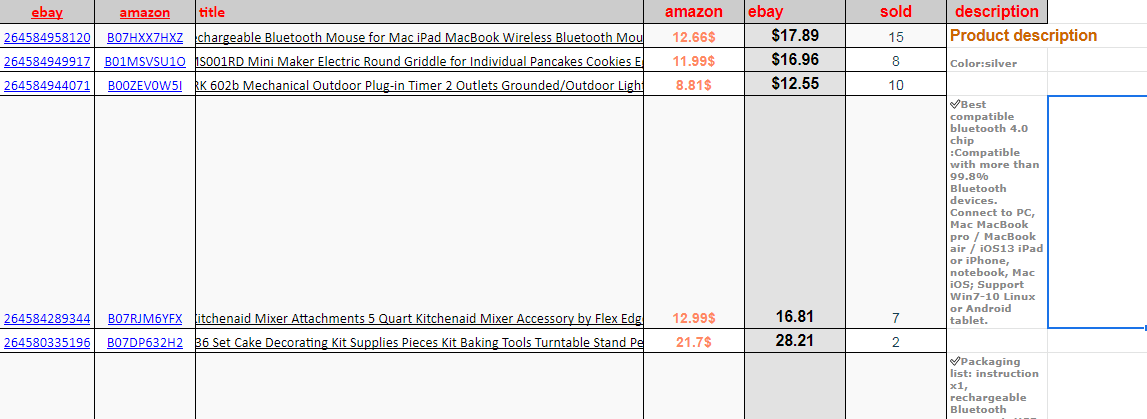 ebay amazon title amazon ebay sold description
264584958120 B07HXX7HXZ chargeable Bluetooth Mouse for Mac iPad MacBook Wireless Bluetooth Mou 12.66$ $17.89 15 Product description
264584949917 B01MSVSU1O MS001RD Mini Maker Electric Round Griddle for Individual Pancakes Cookies E 11.99$ $16.96 8 Color:silver
264584944071 B00ZEV0W5I RK 602b Mechanical Outdoor Plug-in Timer 2 Outlets Grounded/Outdoor Light 8.81$ $12.55 10
✔Best
compatible
bluetooth 4.0
chip
:Compatible
with more than
99.8%
Bluetooth
devices.
Connect to PC,
Mac MacBook
pro / MacBook
air / iOS13 iPad
or iPhone,
notebook, Mac
iOS; Support
Win7-10 Linux
or Android
tablet.
264584289344 B07RJM6YFX Kitchenaid Mixer Attachments 5 Quart Kitchenaid Mixer Accessory by Flex Edg 12.99$ 16.81 7
264580335196 B07DP632H2 36 Set Cake Decorating Kit Supplies Pieces Kit Baking Tools Turntable Stand Pe 21.7$ 28.21 2
✔Packaging
list: instruction
x1,
rechargeable
Bluetooth